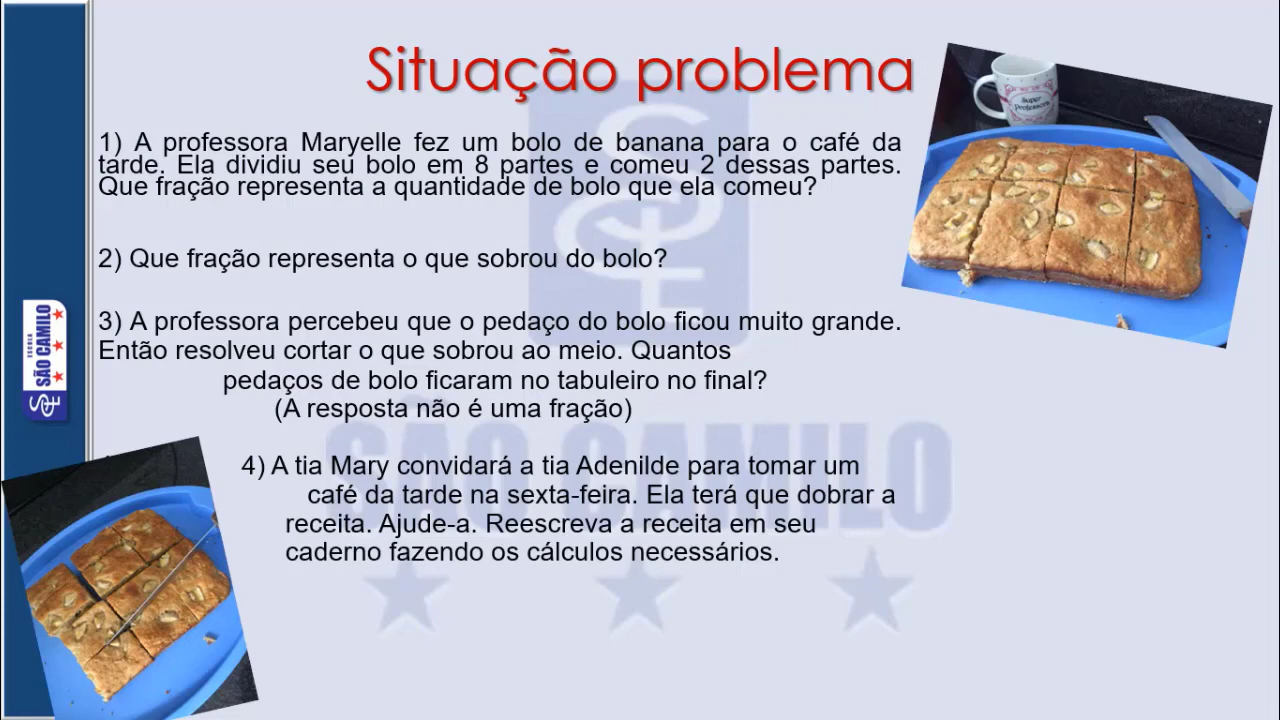 Situação problema
Super
Professora
1) A professora Maryelle fez um bolo de banana para o café da
tarde. Ela dividiu seu bolo em 8 partes e comeu 2 dessas partes.
Que fração representa a quantidade de bolo que ela comeu?
2) Que fração representa o que sobrou do bolo?
3) A professora percebeu que o pedaço do bolo ficou muito grande.
Então resolveu cortar o que sobrou ao meio. Quantos
pedaços de bolo ficaram no tabuleiro no final?
(A resposta não é uma fração)
4) A tia Mary convidará a tia Adenilde para tomar um
café da tarde na sexta-feira. Ela terá que dobrar a
receita. Ajude-a. Reescreva a receita em seu
caderno fazendo os cálculos necessários.
ESCOLA
SÃO CAMILO
SÃO CAMILO